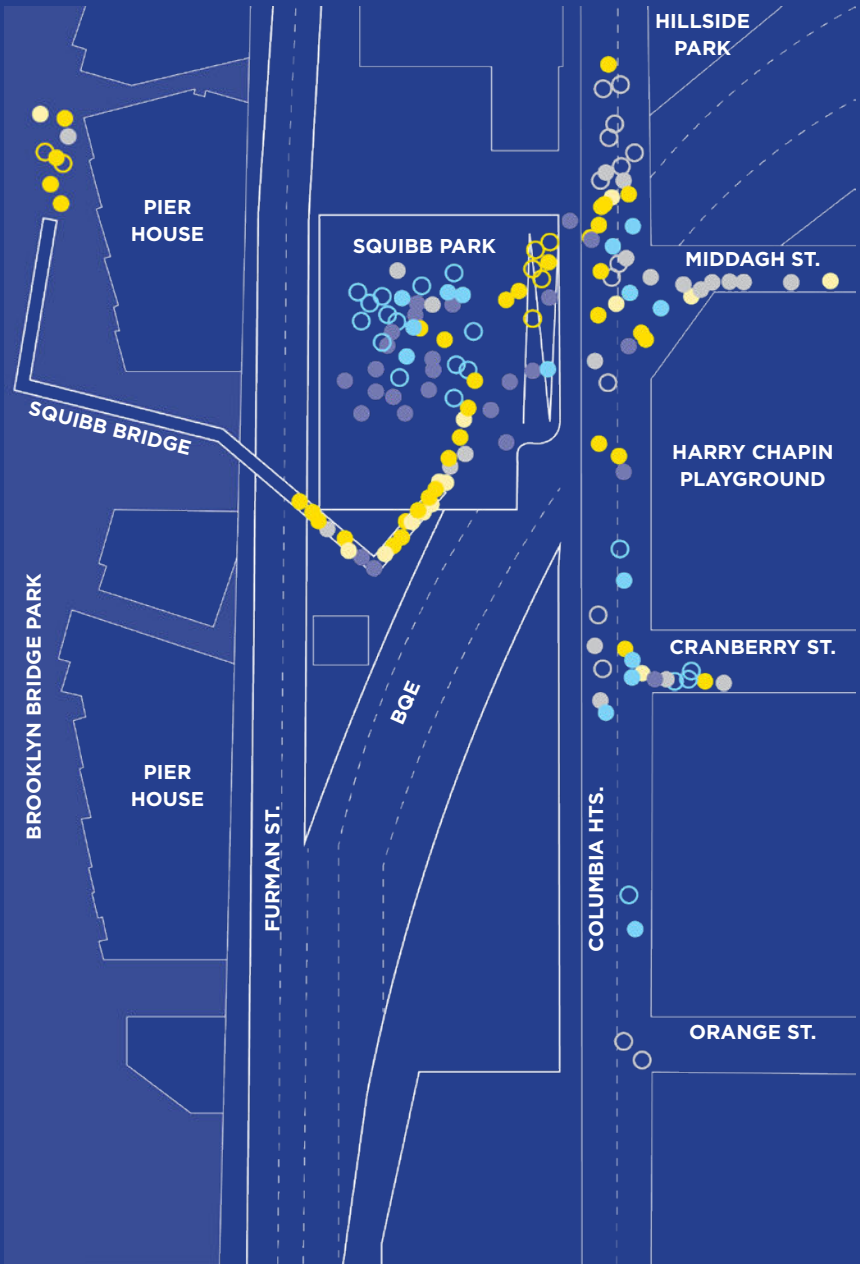 HILLSIDE
PARK
PIER
HOUSE
SQUIBB PARK
MIDDAGH ST.
SQUIBB BRIDGE
HARRY CHAPIN
PLAYGROUND
BROOKLYN BRIDGE PARK
CRANBERRY ST.
BQE
PIER
HOUSE
FURMAN ST.
COLUMBIA HTS.
ORANGE ST.